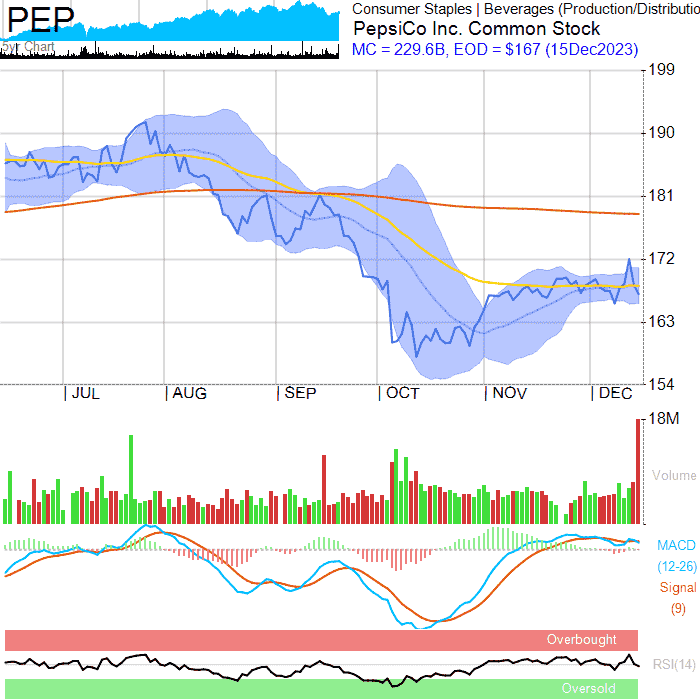 PEP
5yr Chart
Consumer Staples | Beverages (Production/Distributio
PepsiCo Inc. Common Stock
MC = 229.6B, EOD = $167 (15Dec2023)
199
190
181
172
163
154
JUL AUG SEP OCT NOV DEC
18M
Volume
MACD
(12-26)
Signal
(9)
Overbought
RSI(14)
Oversold